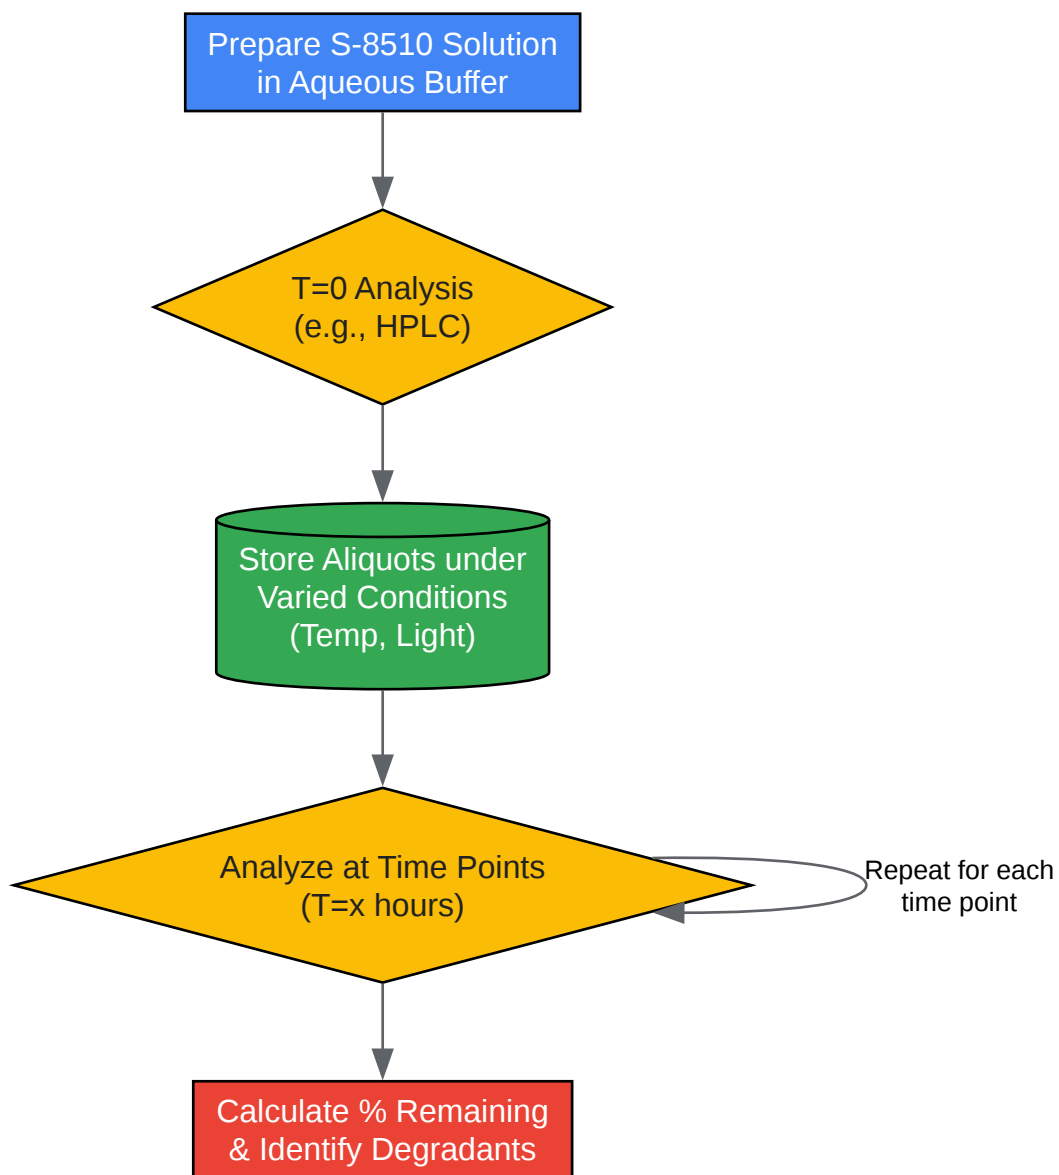 Prepare S-8510 Solution
in Aqueous Buffer
T=0 Analysis
(e.g., HPLC)
Store Aliquots under
Varied Conditions
(Temp, Light)
Analyze at Time Points
(T=x hours)
Repeat for each
time point
Calculate % Remaining
& Identify Degradants